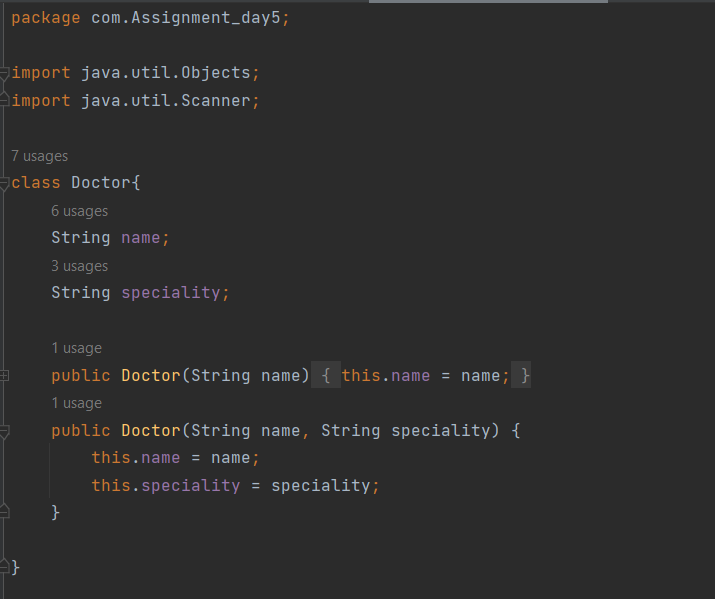 package com.Assignment_day5;
import java.util.Objects;
import java.util.Scanner;
7 usages
class Doctor{
6 usages
String name;
3 usages
String speciality;
1 usage
public Doctor(String name) { this.name = name; }
1 usage
public Doctor(String name, String speciality) {
this.name = name;
this.speciality = speciality;
}
}